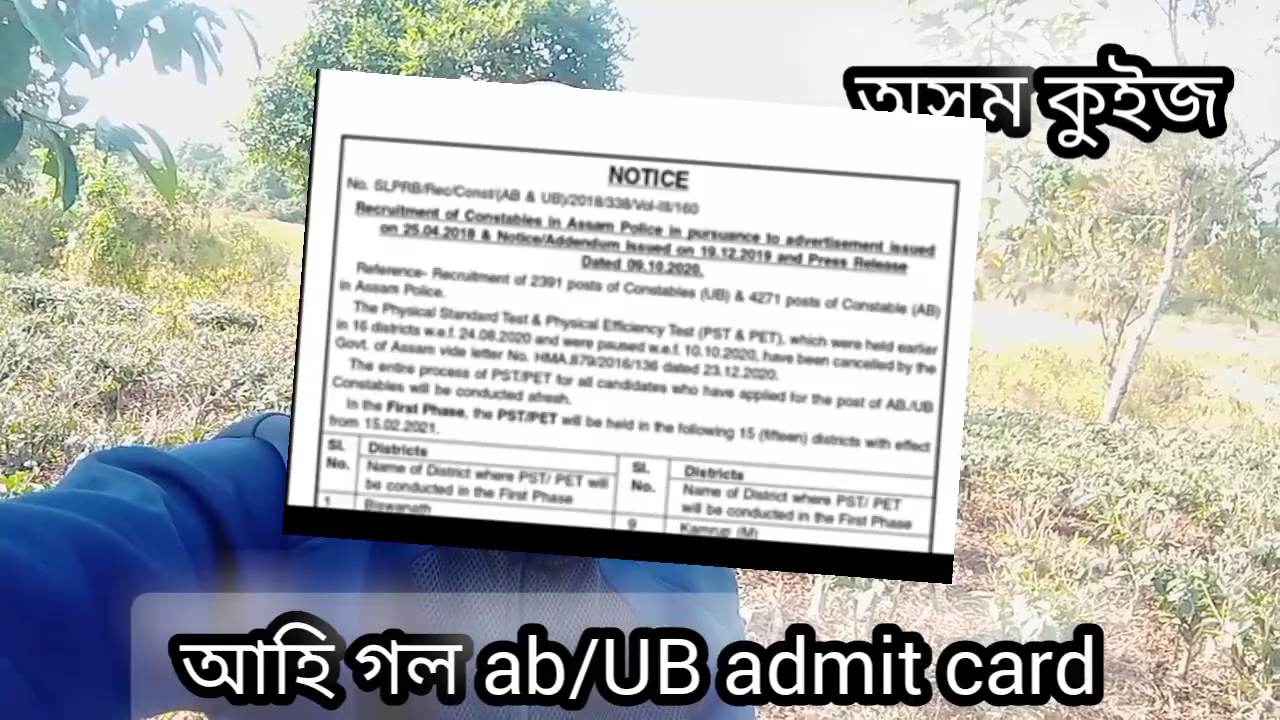 অসম কুইজ
NOTICE
No. SLPRB/Rec/Const/(AB & UB)/2018/338/Vol-III/160
Recruitment of Constables in Assam Police in pursuance to advertisement issued
on 25.04.2018 & Notice/Addendum issued on 19.12.2019 and Press Release
Dated 09.10.2020.
Reference- Recruitment of 2391 posts of Constables (UB) & 4271 posts of Constable (AB)
in Assam Police.
The Physical Standard Test & Physical Efficiency Test (PST & PET), which were held earlier
in 16 districts w.e.f. 24.08.2020 and were paused w.e.f. 10.10.2020, have been cancelled by the
Govt. of Assam vide letter No. HMA.879/2016/136 dated 23.12.2020.
The entire process of PST/PET for all candidates who have applied for the post of AB./UB
Constables will be conducted afresh.
In the First Phase, the PST/PET will be held in the following 15 (fifteen) districts with effect
from 15.02.2021.
Sl. No. Districts
Name of District where PST/ PET will
be conducted in the First Phase
Sl. No. Districts
Name of District where PST/ PET
will be conducted in the First Phase
1 Biswanath
9 Kamrup (M)
আহি গল ab/UB admit card